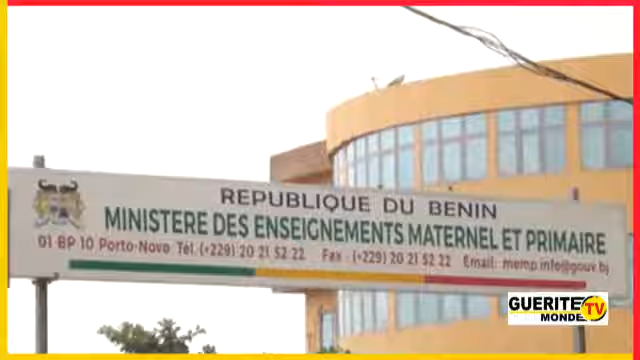 REPUBLIQUE DU BENIN
MINISTERE DES ENSEIGNEMENTS MATERNEL ET PRIMAIRE
01 BP 10 Porto-Novo Tél. (+229) 20 21 52 22 Fax : (+229) 20 21 52 22 Email: memp.info@gouv.bj
GUERITE TV
MONDE